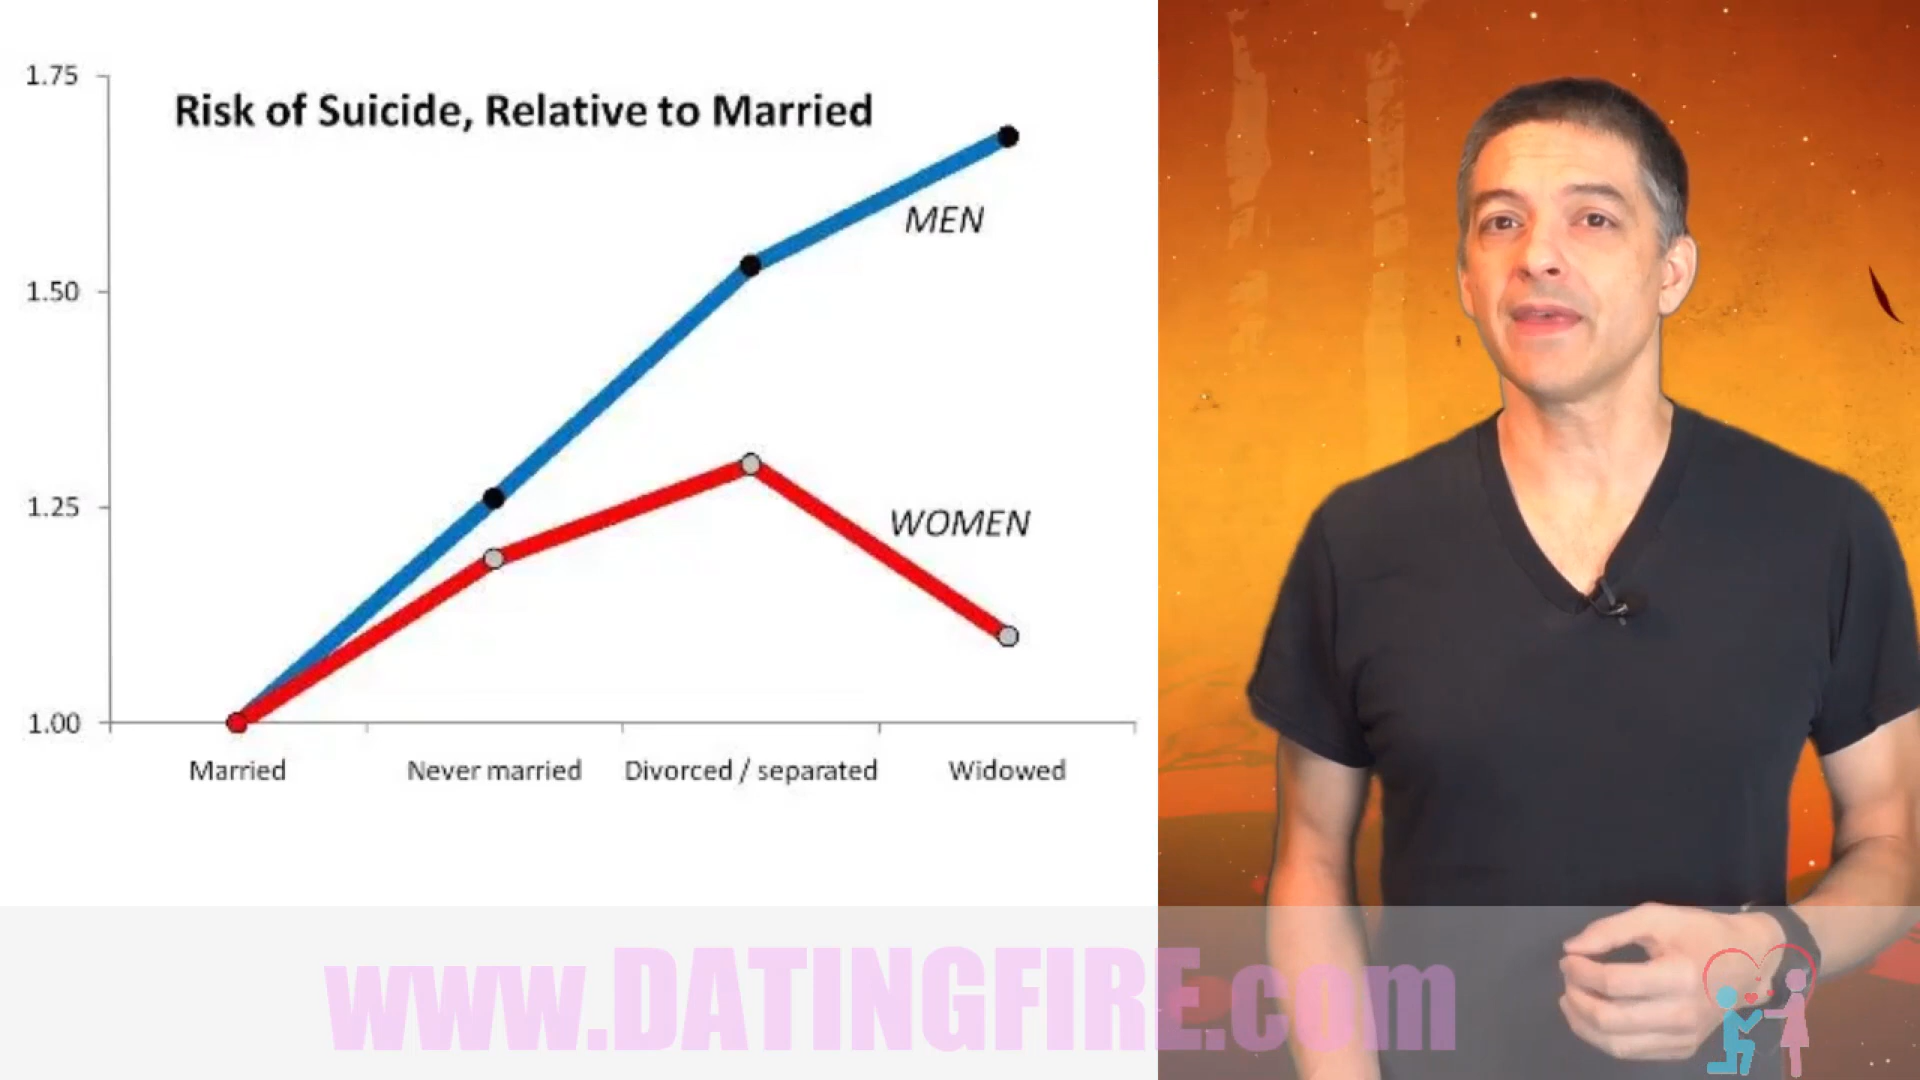 Risk of Suicide, Relative to Married
1.75
1.50
1.25
1.00
MEN
WOMEN
Married
Never married
Divorced / separated
Widowed
www.DATINGFIRE.com